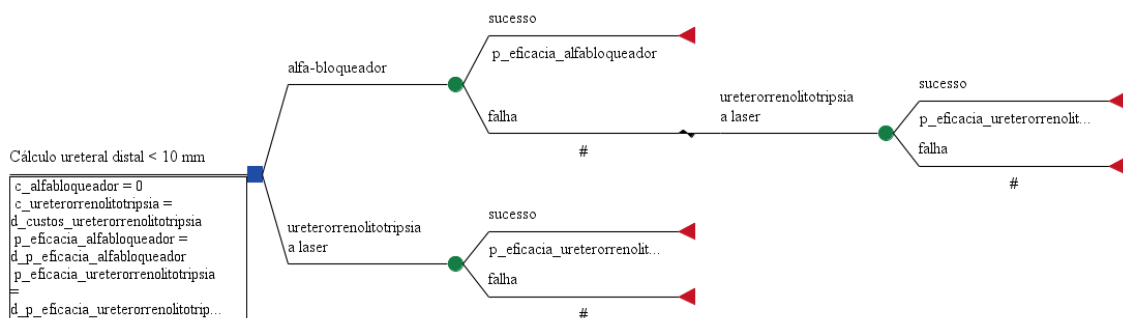 sucesso
p_eficacia_alfabloqueador
alfa-bloqueador
falha
#
ureterorrenolitotripsia
a laser
sucesso
p_eficacia_ureterorrenolit...
falha
#
Cálculo ureteral distal < 10 mm
c_alfabloqueador = 0
c_ureterorrenolitotripsia =
d_custos_ureterorrenolitotripsia
p_eficacia_alfabloqueador =
d_p_eficacia_alfabloqueador
p_eficacia_ureterorrenolitotripsia
=
d_p_eficacia_ureterorrenolitotrip...
ureterorrenolitotripsia
a laser
sucesso
p_eficacia_ureterorrenolit...
falha
#